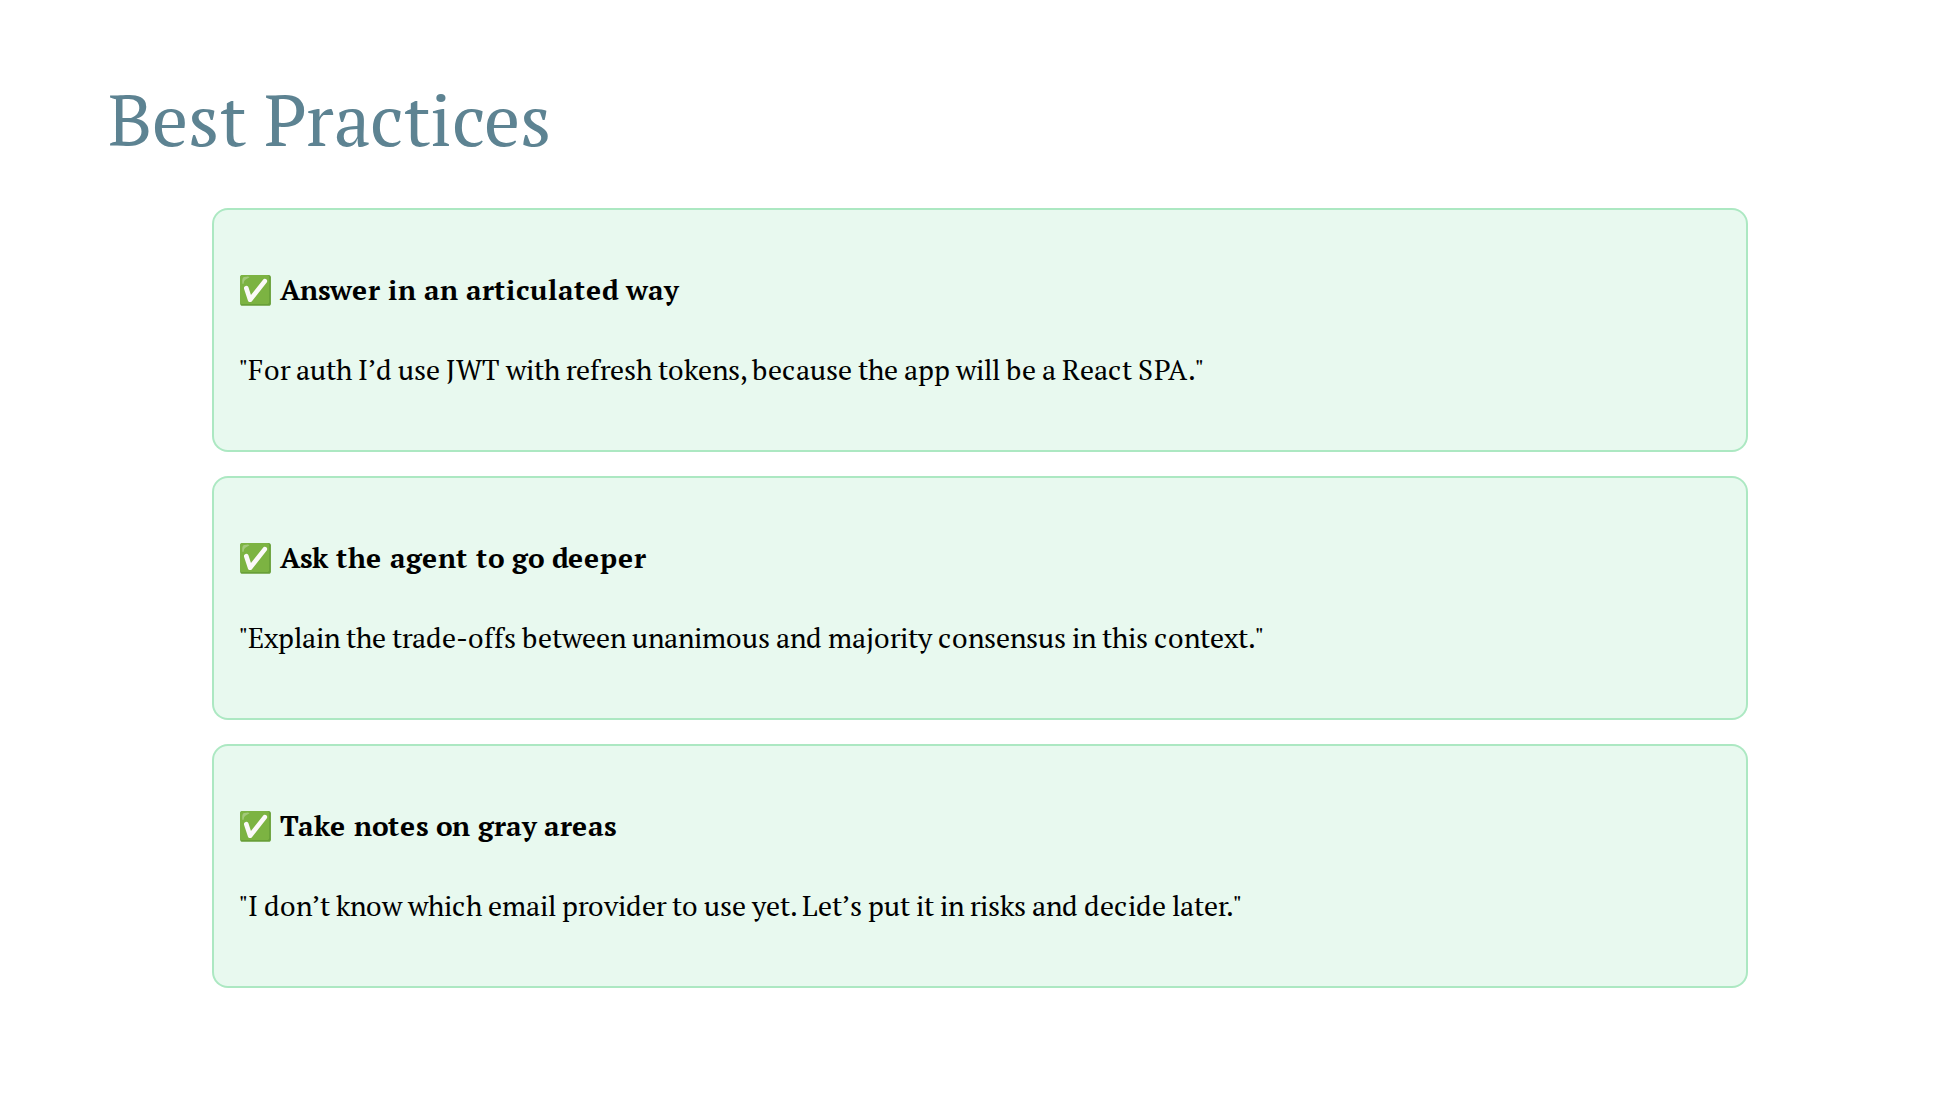 Best Practices
✅ Answer in an articulated way
"For auth I’d use JWT with refresh tokens, because the app will be a React SPA."
✅ Ask the agent to go deeper
"Explain the trade-offs between unanimous and majority consensus in this context."
✅ Take notes on gray areas
"I don’t know which email provider to use yet. Let’s put it in risks and decide later."